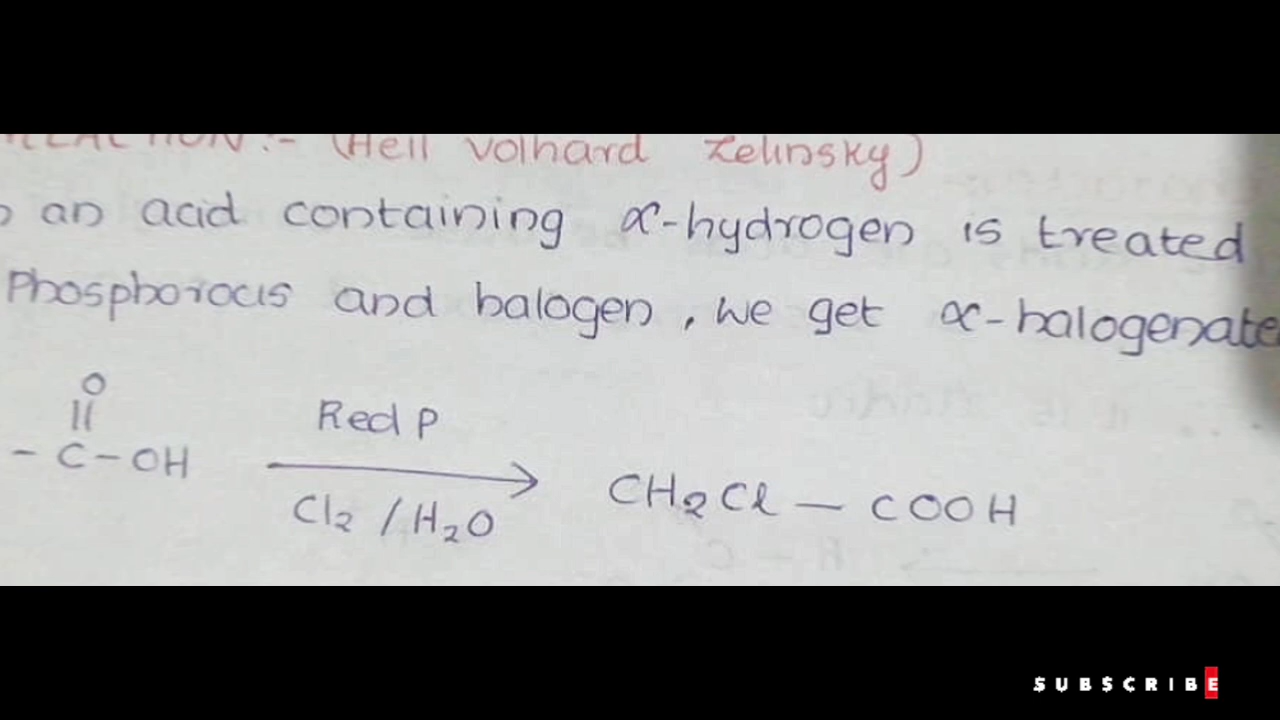 REACTION :- (Hell Volhard Zelinsky)
an acid containing α-hydrogen is treated
Phosphorous and halogen, we get α-halogenate
O
||
- C - OH
Red P
Cl₂ / H₂O
CH₂Cl — COOH
SUBSCRIBE